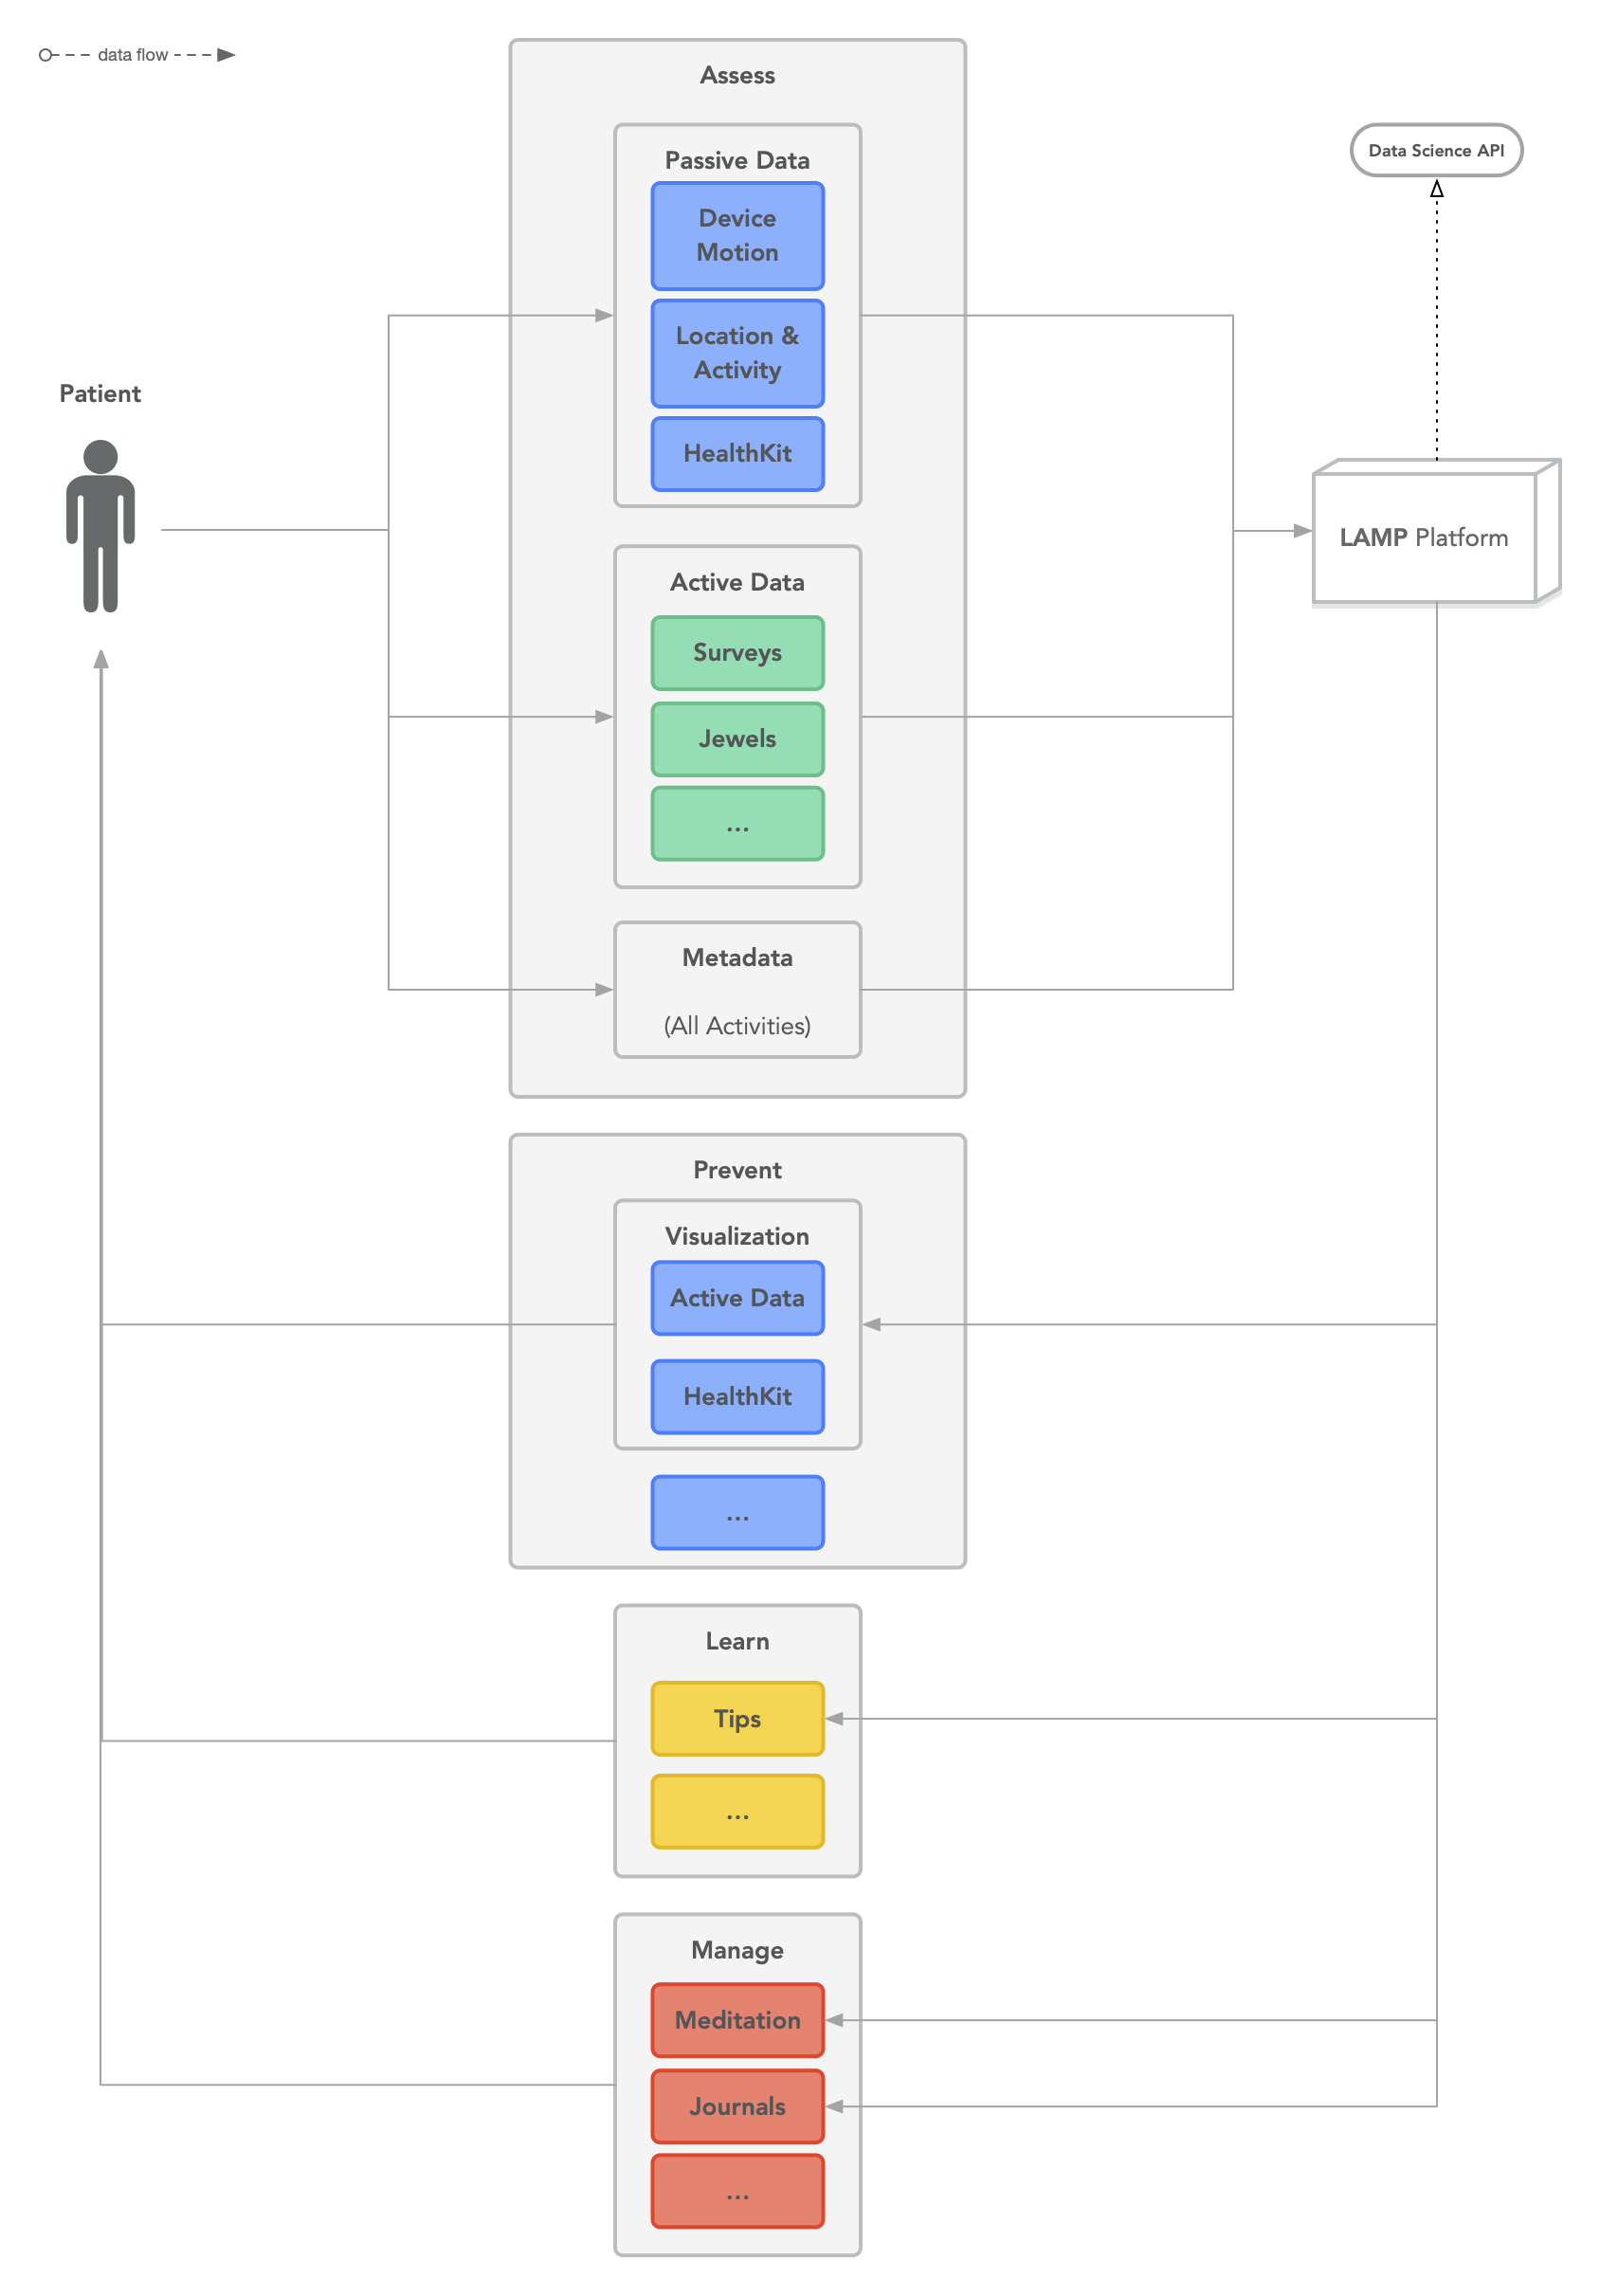 data flow
Assess
Passive Data
Device
Motion
Location &
Activity
HealthKit
Data Science API
Patient
LAMP Platform
Active Data
Surveys
Jewels
...
Metadata
(All Activities)
Prevent
Visualization
Active Data
HealthKit
...
Learn
Tips
...
Manage
Meditation
Journals
...